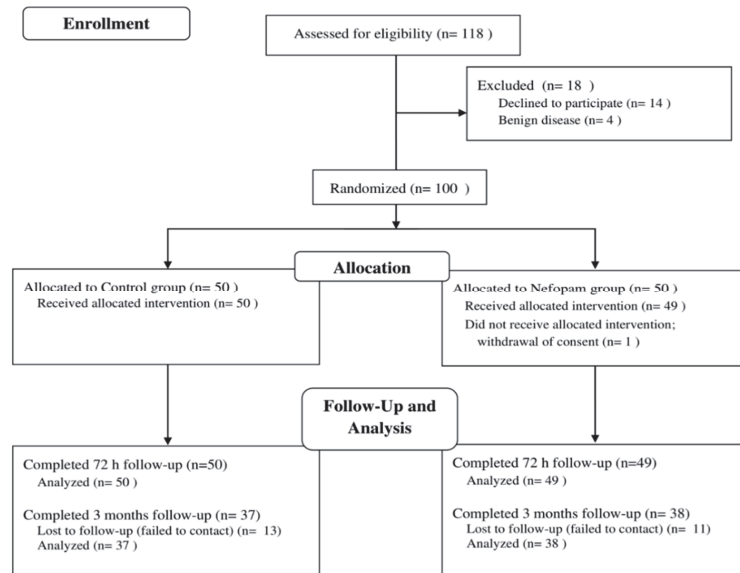 Enrollment
Assessed for eligibility (n= 118 )
Excluded (n= 18 )
Declined to participate (n= 14 )
Benign disease (n= 4 )
Randomized (n= 100 )
Allocation
Allocated to Control group (n= 50 )
Received allocated intervention (n= 50 )
Allocated to Nefopam group (n= 50 )
Received allocated intervention (n= 49 )
Did not receive allocated intervention;
withdrawal of consent (n= 1 )
Follow-Up and
Analysis
Completed 72 h follow-up (n=50)
Analyzed (n= 50 )
Completed 3 months follow-up (n= 37)
Lost to follow-up (failed to contact) (n= 13)
Analyzed (n= 37 )
Completed 72 h follow-up (n=49)
Analyzed (n= 49 )
Completed 3 months follow-up (n= 38)
Lost to follow-up (failed to contact) (n= 11)
Analyzed (n= 38 )